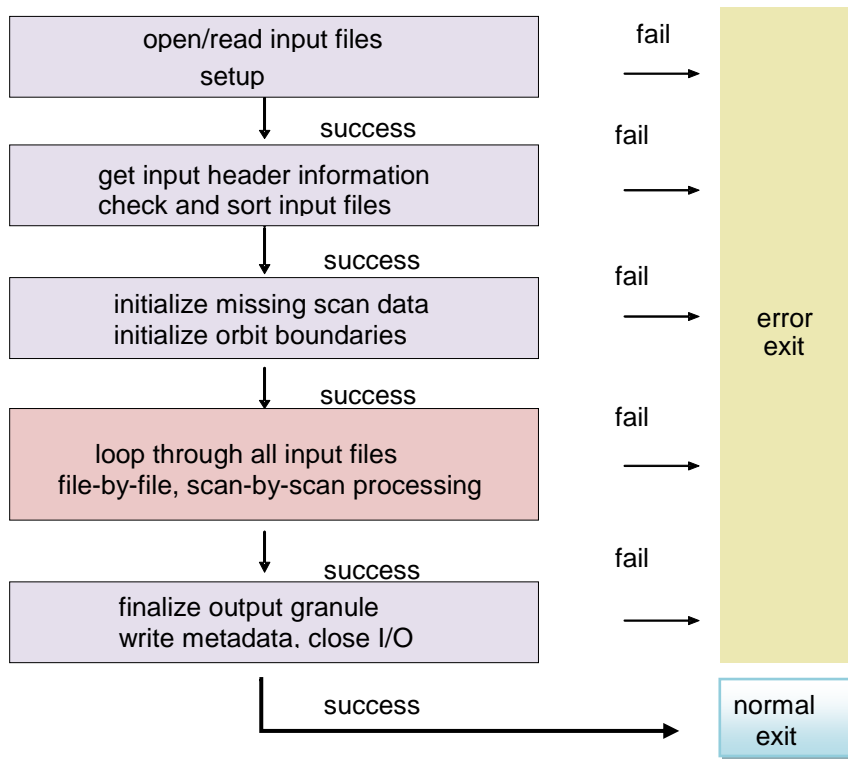 open/read input files
setup
fail
success
get input header information
check and sort input files
fail
success
initialize missing scan data
initialize orbit boundaries
fail
error
exit
success
loop through all input files
file-by-file, scan-by-scan processing
fail
success
finalize output granule
write metadata, close I/O
fail
success
normal
exit